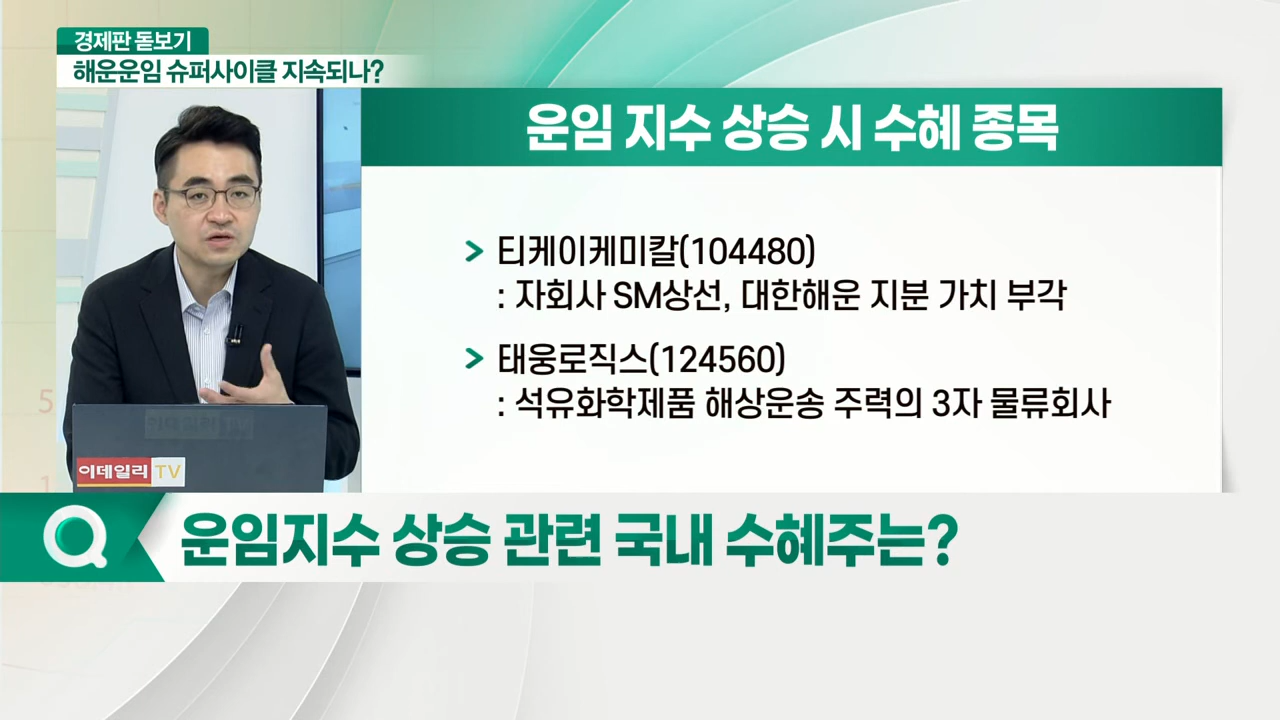 경제판 돋보기
해운운임 슈퍼사이클 지속되나?
운임 지수 상승 시 수혜 종목
> 티케이케미칼(104480)
: 자회사 SM상선, 대한해운 지분 가치 부각
> 태웅로직스(124560)
: 석유화학제품 해상운송 주력의 3자 물류회사
이데일리 TV
Q 운임지수 상승 관련 국내 수혜주는?